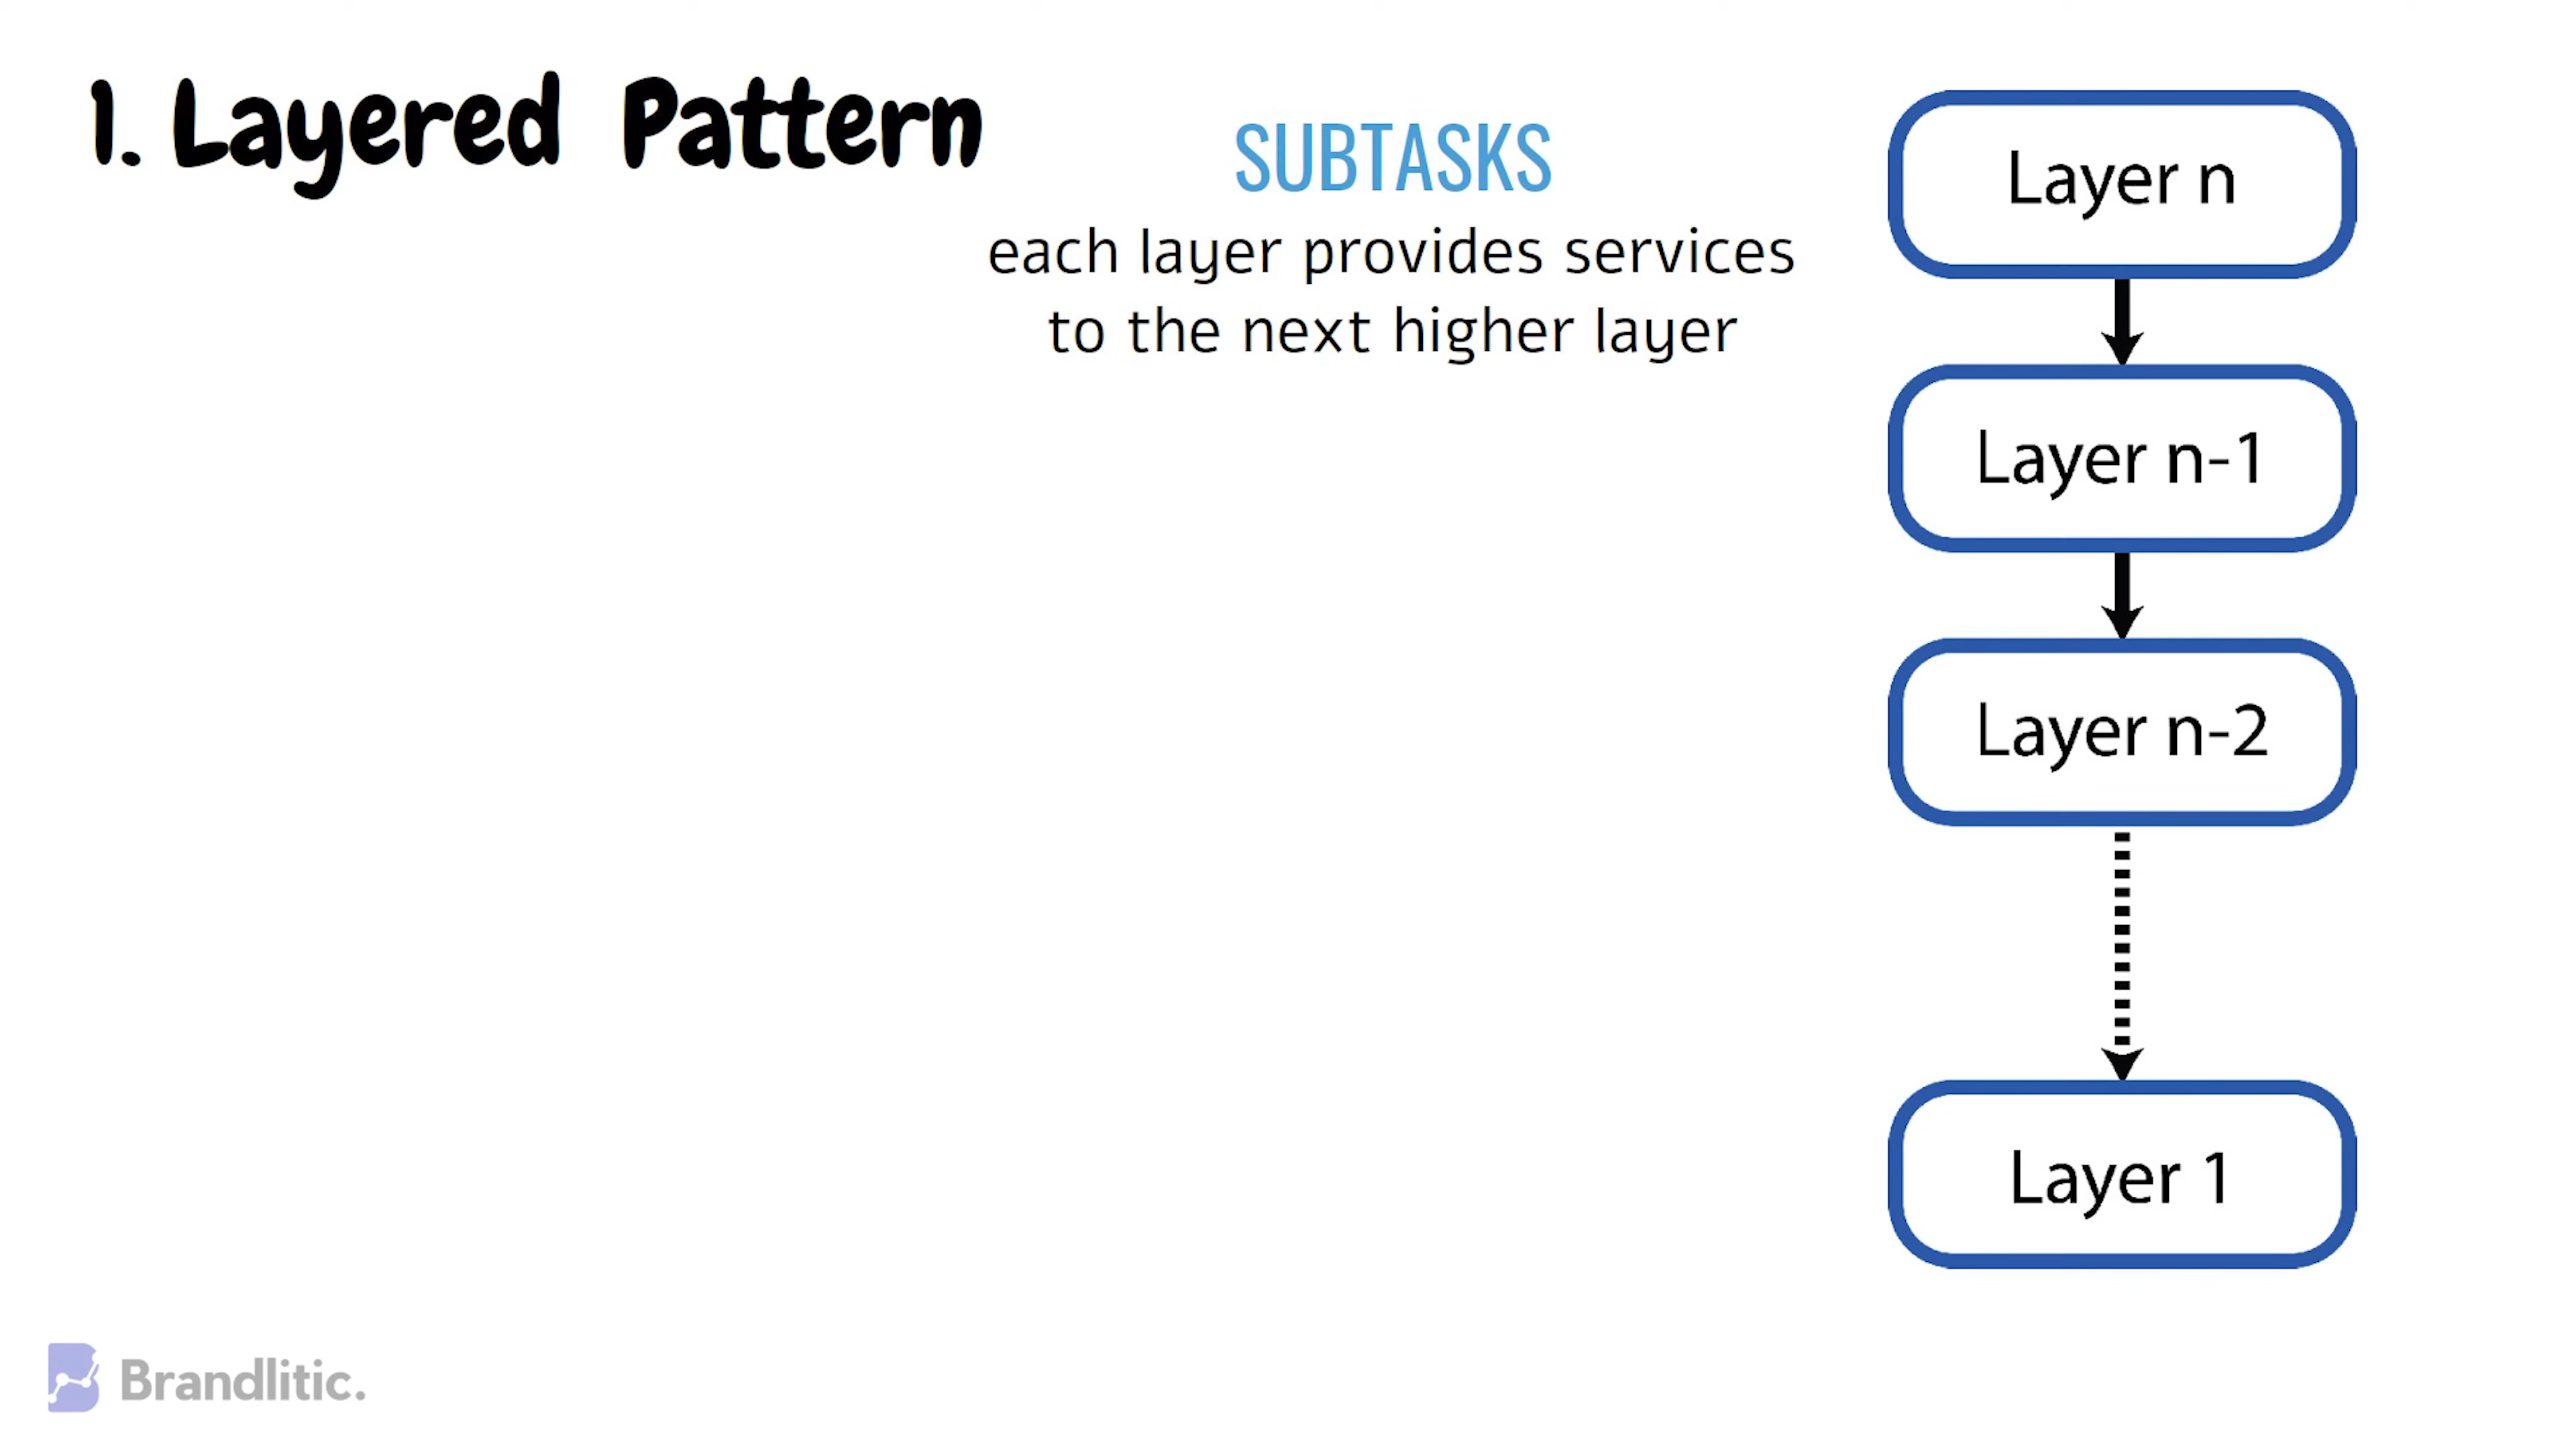 1. Layered Pattern
SUBTASKS
each layer provides services
to the next higher layer
Layer n
Layer n-1
Layer n-2
Layer 1
Brandlitic.